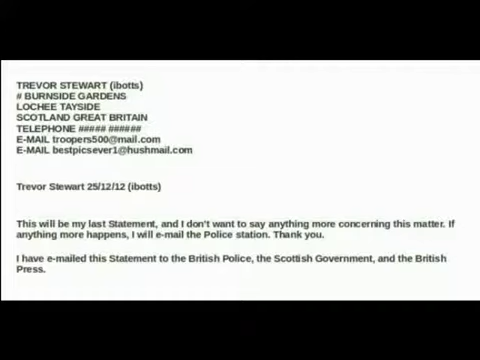 TREVOR STEWART (ibotts)
# BURNSIDE GARDENS
LOCHEE TAYSIDE
SCOTLAND GREAT BRITAIN
TELEPHONE ##### ######
E-MAIL troopers500@mail.com
E-MAIL bestpicsever1@hushmail.com
Trevor Stewart 25/12/12 (ibotts)
This will be my last Statement, and I don't want to say anything more concerning this matter. If
anything more happens, I will e-mail the Police station. Thank you.
I have e-mailed this Statement to the British Police, the Scottish Government, and the British
Press.